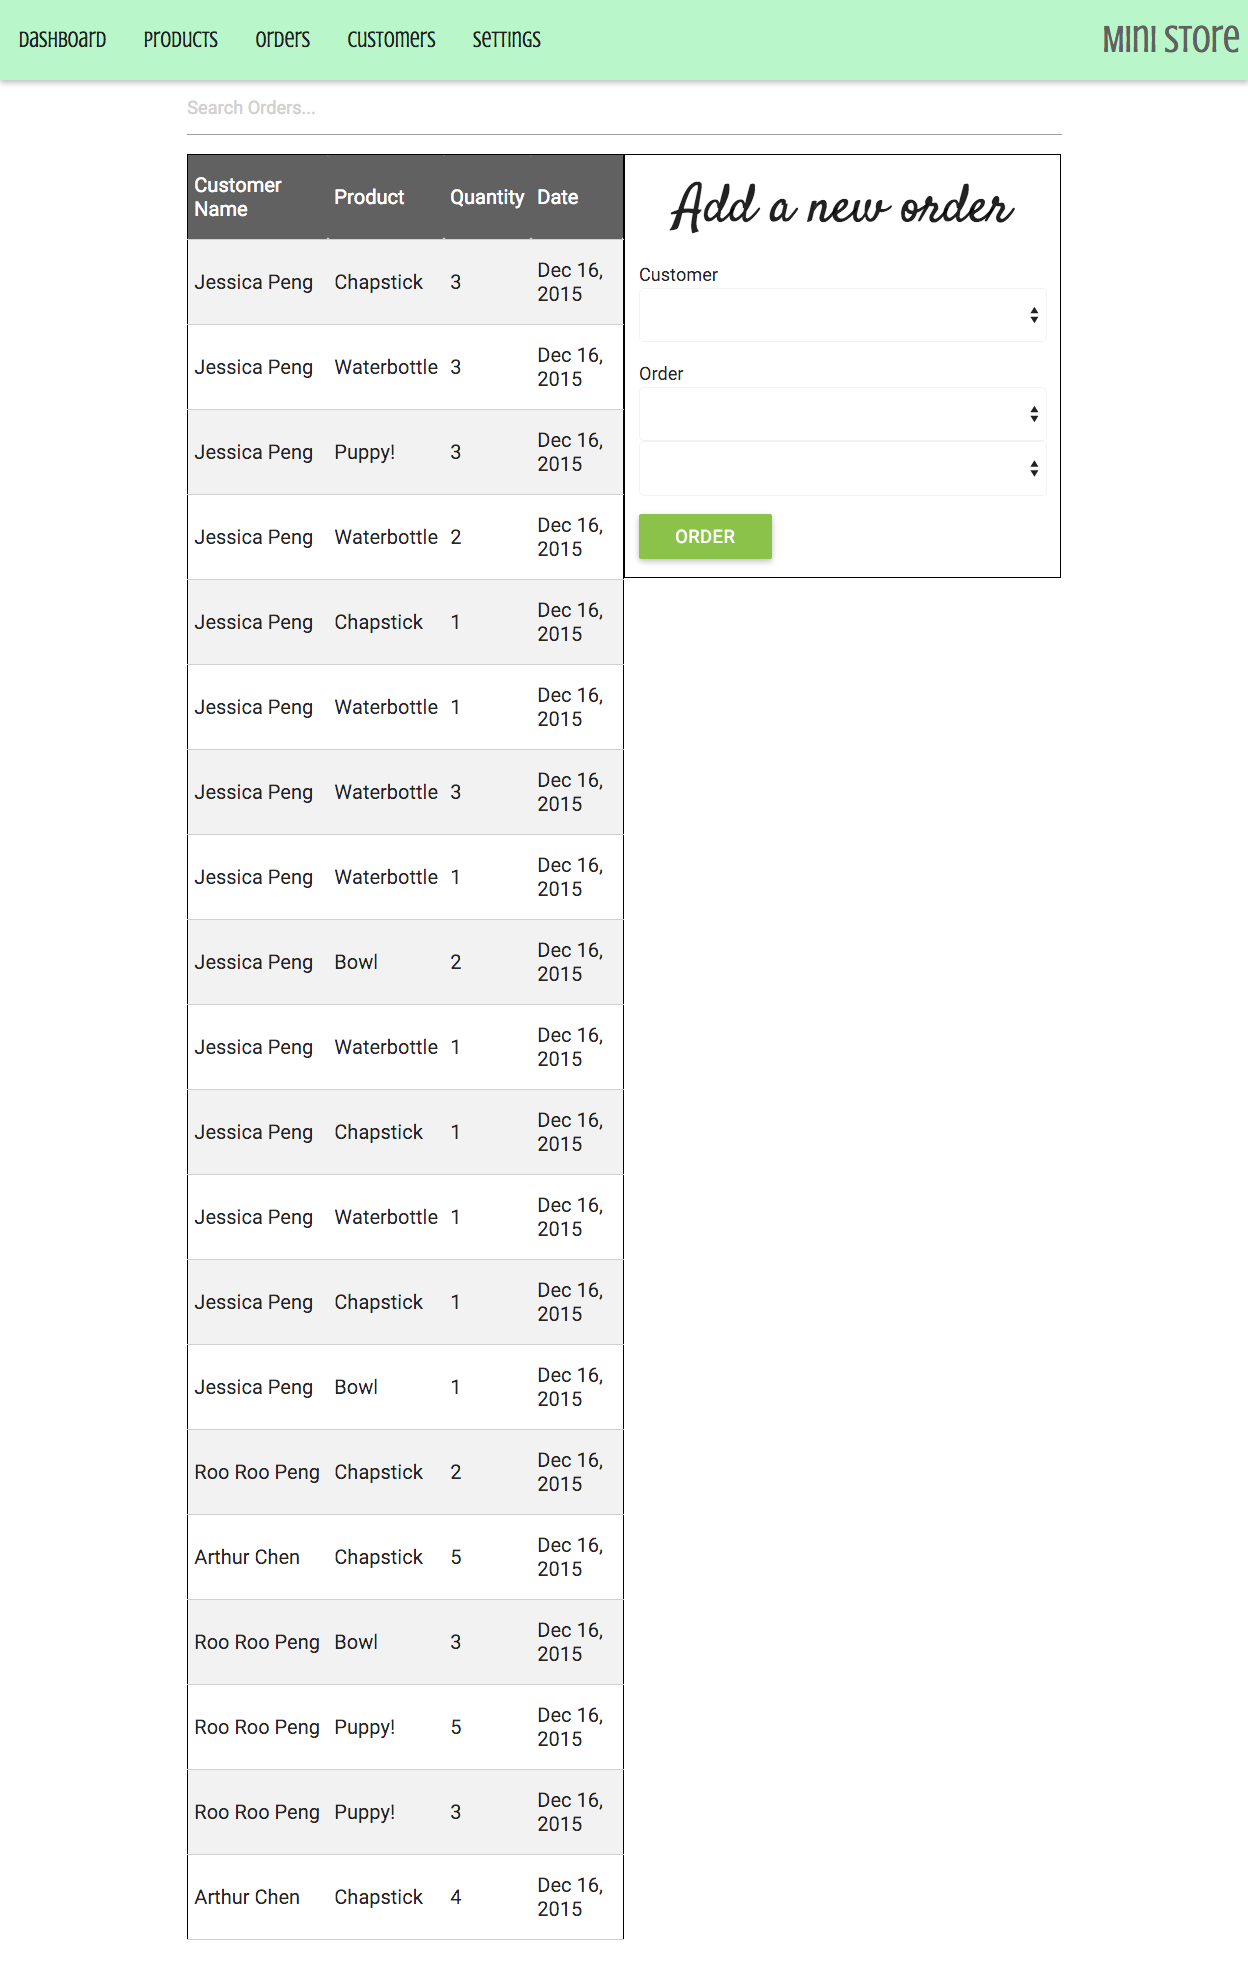 Dashboard Products Orders Customers Settings Mini Store
Search Orders...
Customer Name Product Quantity Date
Jessica Peng Chapstick 3 Dec 16, 2015
Jessica Peng Waterbottle 3 Dec 16, 2015
Jessica Peng Puppy! 3 Dec 16, 2015
Jessica Peng Waterbottle 2 Dec 16, 2015
Jessica Peng Chapstick 1 Dec 16, 2015
Jessica Peng Waterbottle 1 Dec 16, 2015
Jessica Peng Waterbottle 3 Dec 16, 2015
Jessica Peng Waterbottle 1 Dec 16, 2015
Jessica Peng Bowl 2 Dec 16, 2015
Jessica Peng Waterbottle 1 Dec 16, 2015
Jessica Peng Chapstick 1 Dec 16, 2015
Jessica Peng Waterbottle 1 Dec 16, 2015
Jessica Peng Chapstick 1 Dec 16, 2015
Jessica Peng Bowl 1 Dec 16, 2015
Roo Roo Peng Chapstick 2 Dec 16, 2015
Arthur Chen Chapstick 5 Dec 16, 2015
Roo Roo Peng Bowl 3 Dec 16, 2015
Roo Roo Peng Puppy! 5 Dec 16, 2015
Roo Roo Peng Puppy! 3 Dec 16, 2015
Arthur Chen Chapstick 4 Dec 16, 2015
Add a new order
Customer
Order
ORDER